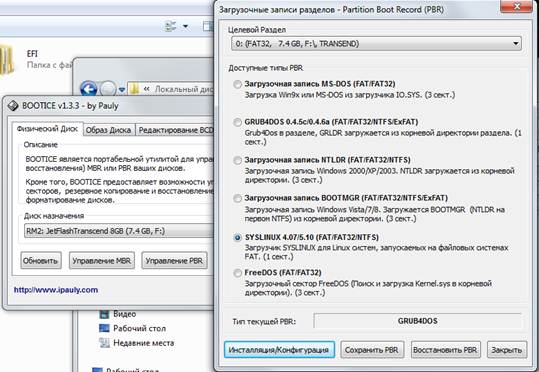 EFI
Папка с файл
Локальный диск
BOOTICE v1.3.3 - by Pauly
Физический Диск
Образ Диска
Редактирование BCD
Описание
BOOTICE является портабельной утилитой для управ
восстановления) MBR или PBR ваших дисков.
Кроме того, BOOTICE предоставляет возможности у
секторов, резервное копирование и восстановление
форматирование дисков.
Диск назначения
RM2: JetFlashTranscend 8GB (7.4 GB, F:)
Обновить
Управление MBR
Управление PBR
http://www.ipauly.com
Видео
Рабочий стол
Недавние места
Рабочий стол
Загрузочные записи разделов - Partition Boot Record (PBR)
Целевой Раздел
0: (FAT32, 7.4 GB, F:\, TRANSEND)
Доступные типы PBR
Загрузочная запись MS-DOS (FAT/FAT32)
Загрузка Win9x или MS-DOS из загрузчика IO.SYS. (3 сект.)
GRUB4DOS 0.4.5c/0.4.6a (FAT/FAT32/NTFS/ExFAT)
Grub4Dos в разделе, GRLDR загружается из корневой директории раздела. (1
сект.)
Загрузочная запись NTLDR (FAT/FAT32/NTFS)
Загрузочная запись Windows 2000/XP/2003. NTLDR загружается из корневой
директории. (3 сект.)
Загрузочная запись BOOTMGR (FAT/FAT32/NTFS/ExFAT)
Загрузочная запись Windows Vista/7/8. Загружается BOOTMGR (NTLDR на
первом NTFS) из корневой директории. (3 сект.)
SYSLINUX 4.07/5.10 (FAT/FAT32/NTFS)
Загрузчик SYSLINUX для Linux систем, запускаемых на файловых системах
FAT. (1 сект.)
FreeDOS (FAT/FAT32)
Загрузочный сектор FreeDOS (Поиск и загрузка Kernel.sys в корневой
директории). (3 сект.)
Тип текущей PBR:
GRUB4DOS
Инсталляция/Конфигурация
Сохранить PBR
Восстановить PBR
Закрыть